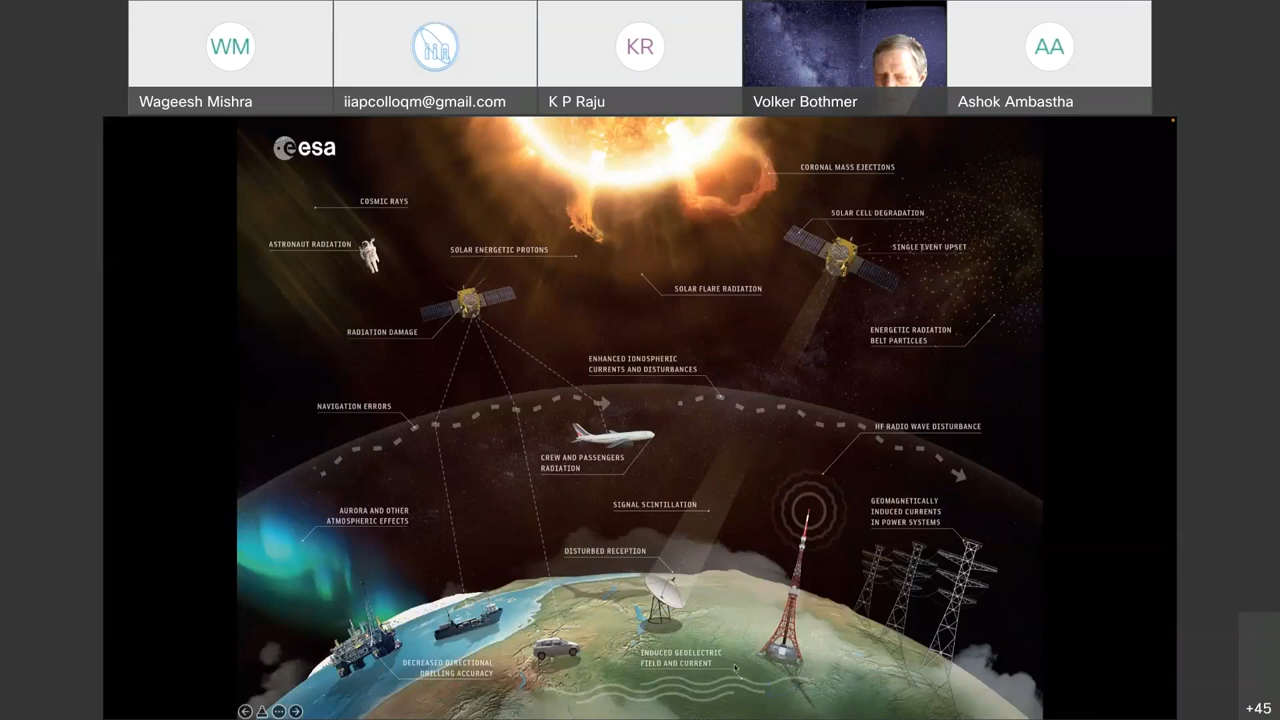 WM
KR
AA
Wageesh Mishra
iiapcolloqm@gmail.com
K P Raju
Volker Bothmer
Ashok Ambastha
esa
CORONAL MASS EJECTIONS
COSMIC RAYS
SOLAR CELL DEGRADATION
ASTRONAUT RADIATION
SOLAR ENERGETIC PROTONS
SINGLE EVENT UPSET
SOLAR FLARE RADIATION
RADIATION DAMAGE
ENERGETIC RADIATION
BELT PARTICLES
ENHANCED IONOSPHERIC
CURRENTS AND DISTURBANCES
NAVIGATION ERRORS
HF RADIO WAVE DISTURBANCE
CREW AND PASSENGERS
RADIATION
SIGNAL SCINTILLATION
GEOMAGNETICALLY
INDUCED CURRENTS
IN POWER SYSTEMS
AURORA AND OTHER
ATMOSPHERIC EFFECTS
DISTURBED RECEPTION
INDUCED GEOELECTRIC
FIELD AND CURRENT
DECREASED DIRECTIONAL
DRILLING ACCURACY
+45